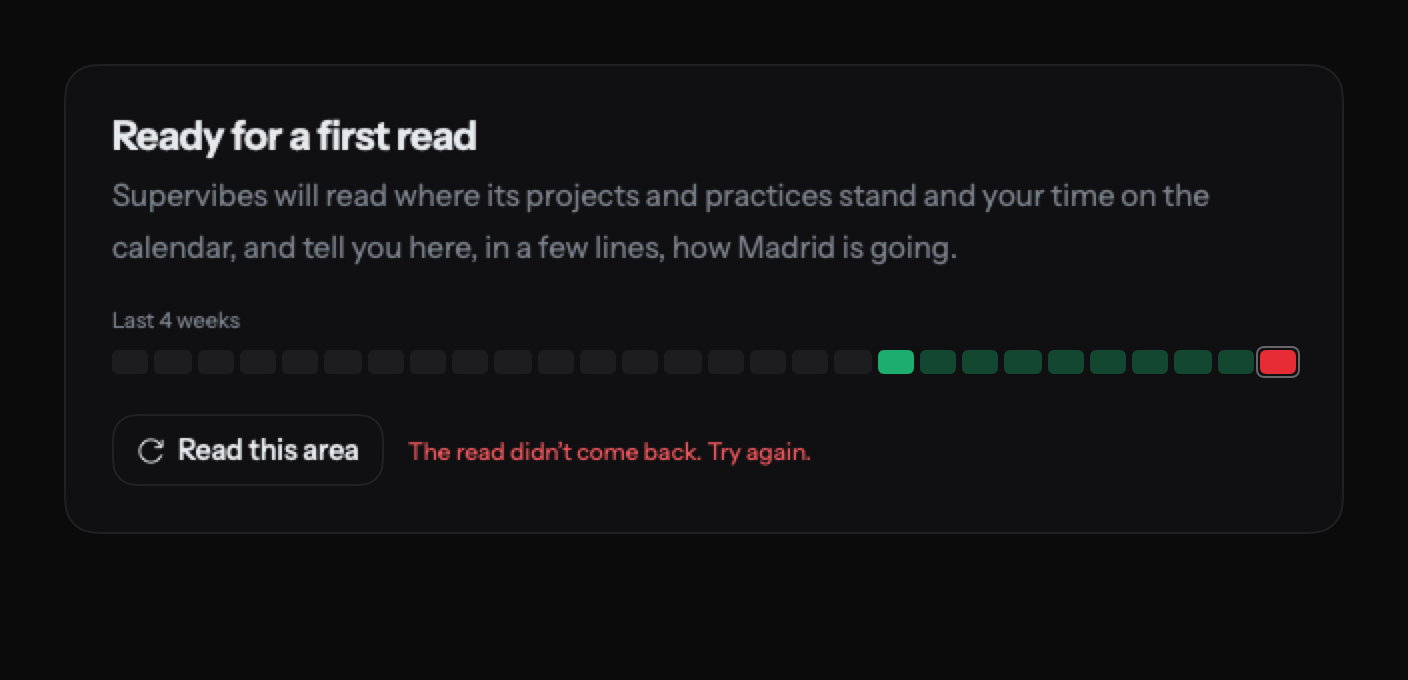 Ready for a first read
Supervibes will read where its projects and practices stand and your time on the
calendar, and tell you here, in a few lines, how Madrid is going.
Last 4 weeks
Read this area
The read didn’t come back. Try again.